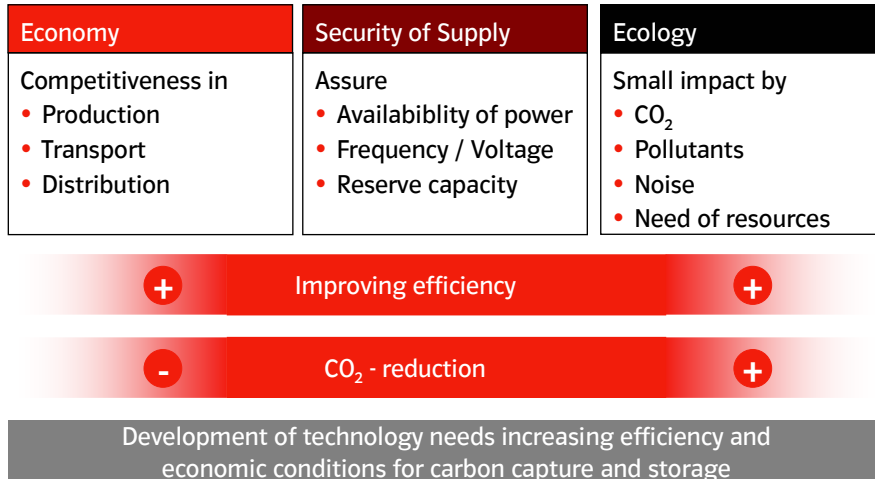 Economy
Competitiveness in
• Production
• Transport
• Distribution
Security of Supply
Assure
• Availabiblity of power
• Frequency / Voltage
• Reserve capacity
Ecology
Small impact by
• CO₂
• Pollutants
• Noise
• Need of resources
+ Improving efficiency +
- CO₂ - reduction +
Development of technology needs increasing efficiency and
economic conditions for carbon capture and storage